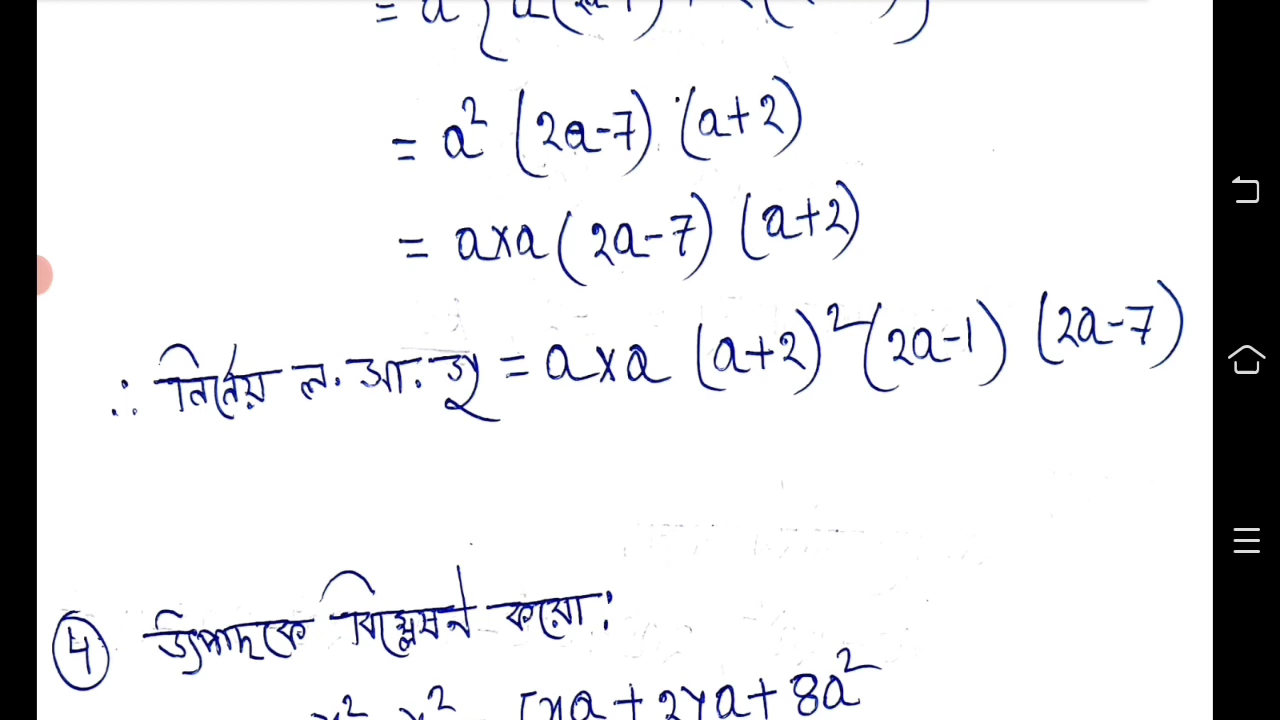 = a²(2a-7)(a+2)
= a×a(2a-7)(a+2)
∴ নির্ণেয় ল. সা. গু = a×a (a+2)²(2a-1)(2a-7)
④ উৎপাদকে বিশ্লেষণ করো: